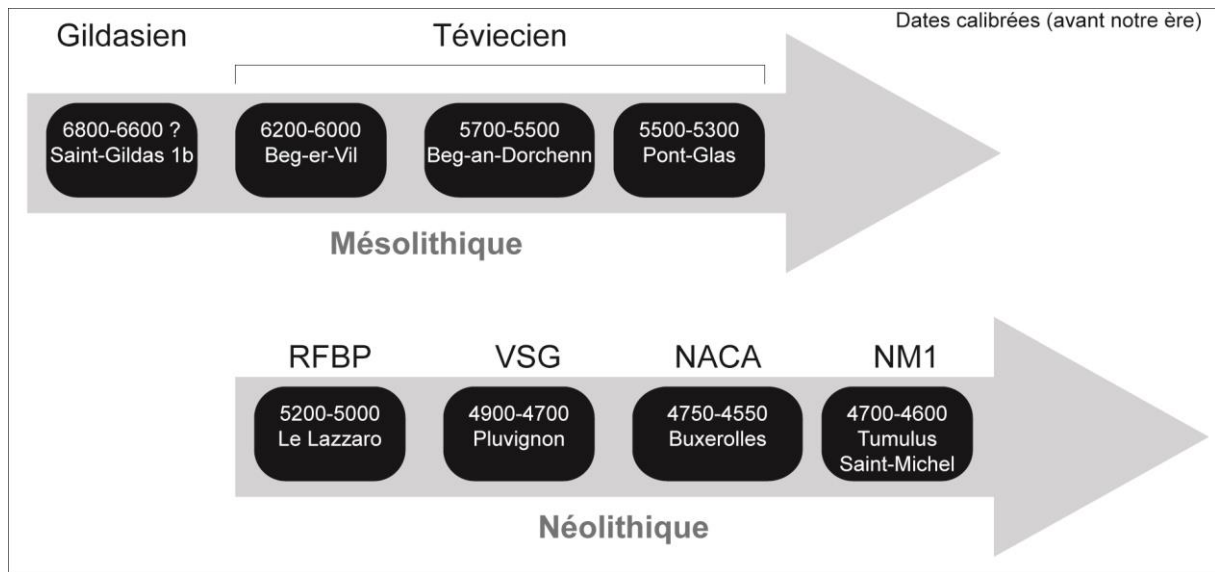 Dates calibrées (avant notre ère)
Gildasien
Téviecien
6800-6600 ?
Saint-Gildas 1b
6200-6000
Beg-er-Vil
5700-5500
Beg-an-Dorchenn
5500-5300
Pont-Glas
Mésolithique
RFBP
VSG
NACA
NM1
5200-5000
Le Lazzaro
4900-4700
Pluvignon
4750-4550
Buxerolles
4700-4600
Tumulus
Saint-Michel
Néolithique